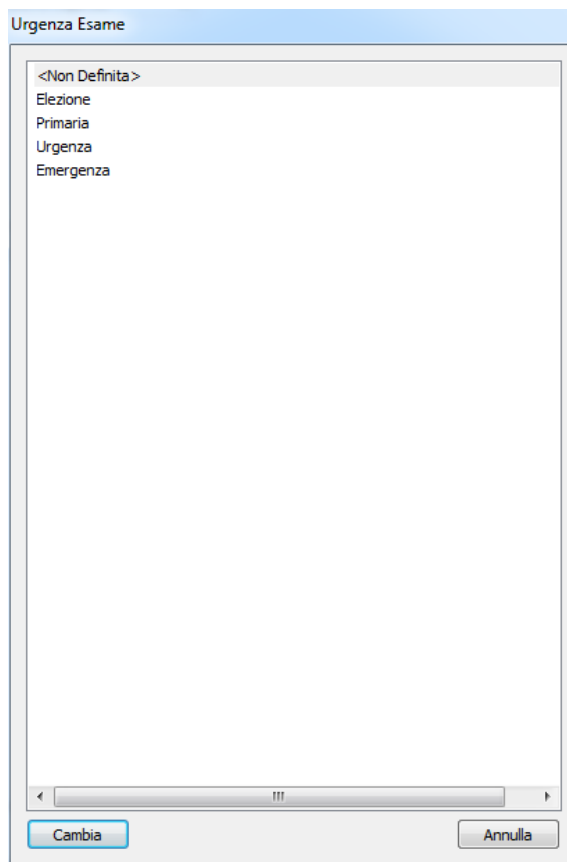 Urgenza Esame
<Non Definita>
Elezione
Primaria
Urgenza
Emergenza
Cambia
Annulla